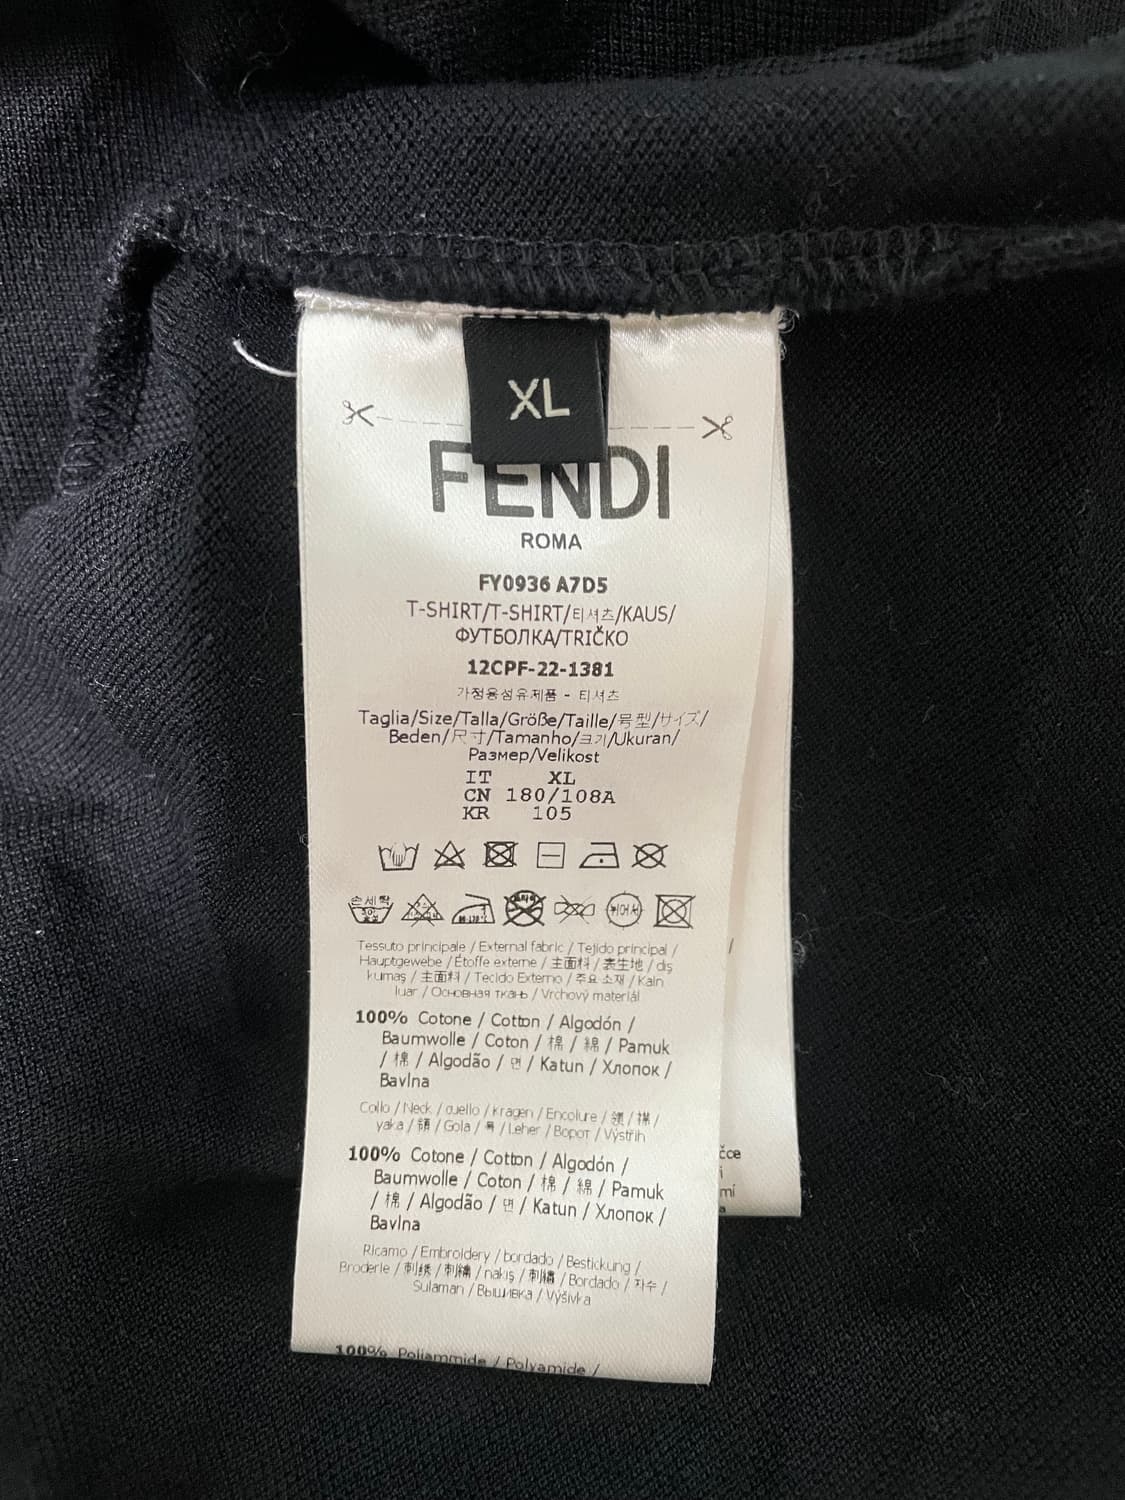 XL
FENDI
ROMA
FY0936 A7D5
T-SHIRT/T-SHIRT/티셔츠/KAUS/
ФУТБОЛКА/TRIČKO
12CPF-22-1381
가정용섬유제품 - 티셔츠
Taglia/Size/Talla/Größe/Taille/号型/サイズ/
Beden/尺寸/Tamanho/크기/Ukuran/
Размер/Velikost
IT XL
CN 180/108A
KR 105
손세탁
30℃
Tessuto principale / External fabric / Tejido principal /
Hauptgewebe / Étoffe externe / 主面料 / 表生地 / dış
kumaş / 主面料 / Tecido Externo / 주요 소재 / Kain
luar / Основная ткань / Vrchový materiál
100% Cotone / Cotton / Algodón /
Baumwolle / Coton / 棉 / 綿 / Pamuk
/ 棉 / Algodão / 면 / Katun / Хлопок /
Bavlna
Collo / Neck / cuello / kragen / Encolure / 领 / 襟 /
yaka / 領 / Gola / 목 / Leher / Ворот / Výstřih
100% Cotone / Cotton / Algodón /
Baumwolle / Coton / 棉 / 綿 / Pamuk
/ 棉 / Algodão / 면 / Katun / Хлопок /
Bavlna
Ricamo / Embroidery / bordado / Bestickung /
Broderie / 刺绣 / 刺繍 / nakış / 刺繡 / Bordado / 자수 /
Sulaman / Вышивка / Výšivka
100% Poliammide / Polyamide /
čce
mí